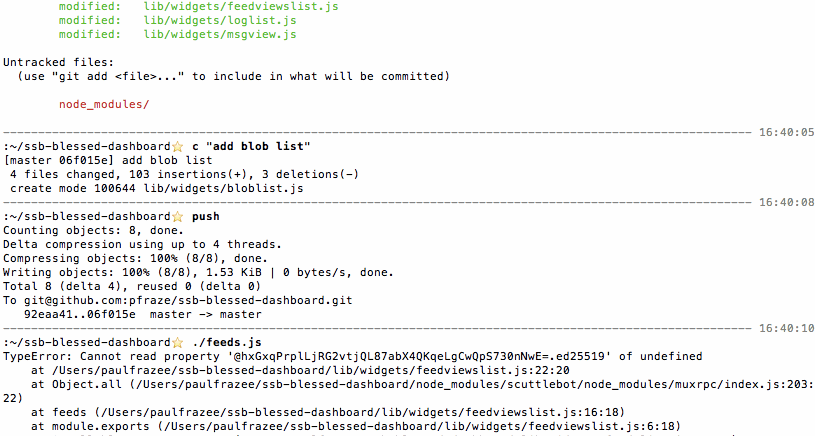 modified:   lib/widgets/feedviewslist.js
modified:   lib/widgets/loglist.js
modified:   lib/widgets/msgview.js
Untracked files:
(use "git add <file>..." to include in what will be committed)
node_modules/
16:40:05
:~/ssb-blessed-dashboard⭐ c "add blob list"
[master 06f015e] add blob list
4 files changed, 103 insertions(+), 3 deletions(-)
create mode 100644 lib/widgets/bloblist.js
16:40:08
:~/ssb-blessed-dashboard⭐ push
Counting objects: 8, done.
Delta compression using up to 4 threads.
Compressing objects: 100% (8/8), done.
Writing objects: 100% (8/8), 1.53 KiB | 0 bytes/s, done.
Total 8 (delta 4), reused 0 (delta 0)
To git@github.com:pfraze/ssb-blessed-dashboard.git
92eaa41..06f015e  master -> master
16:40:10
:~/ssb-blessed-dashboard⭐ ./feeds.js
TypeError: Cannot read property '@hxGxqPrplLjRG2vtjQL87abX4QKqeLgCwQpS730nNwE=.ed25519' of undefined
at /Users/paulfrazee/ssb-blessed-dashboard/lib/widgets/feedviewslist.js:22:20
at Object.all (/Users/paulfrazee/ssb-blessed-dashboard/node_modules/scuttlebot/node_modules/muxrpc/index.js:203:
22)
at feeds (/Users/paulfrazee/ssb-blessed-dashboard/lib/widgets/feedviewslist.js:16:18)
at module.exports (/Users/paulfrazee/ssb-blessed-dashboard/lib/widgets/feedviewslist.js:6:18)